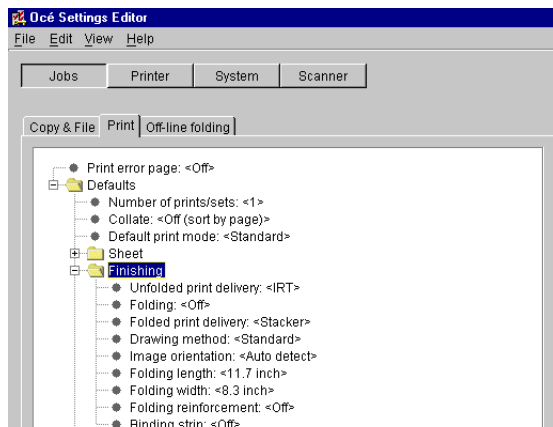 Océ Settings Editor
File Edit View Help
Jobs Printer System Scanner
Copy & File Print Off-line folding
Print error page: <Off>
Defaults
Number of prints/sets: <1>
Collate: <Off (sort by page)>
Default print mode: <Standard>
Sheet
Finishing
Unfolded print delivery: <IRT>
Folding: <Off>
Folded print delivery: <Stacker>
Drawing method: <Standard>
Image orientation: <Auto detect>
Folding length: <11.7 inch>
Folding width: <8.3 inch>
Folding reinforcement: <Off>
Binding strip: <Off>